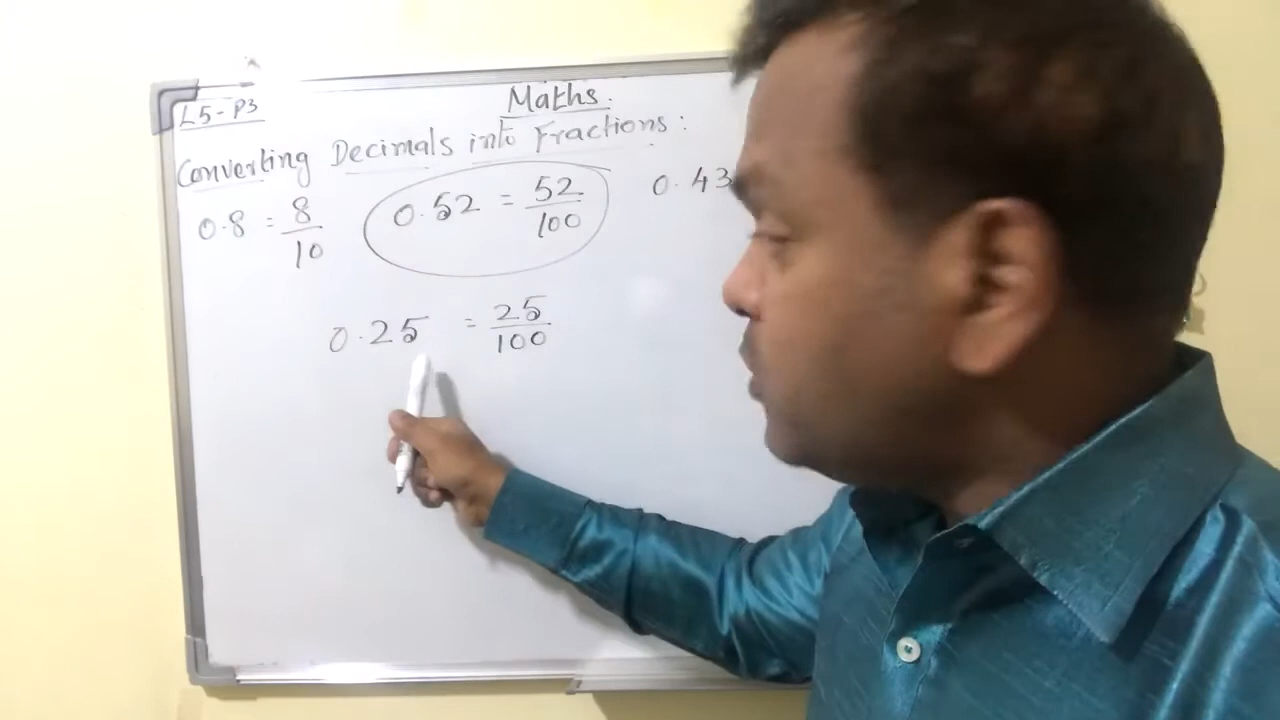 L5-P3
Maths.
Converting Decimals into Fractions:
0.8 = 8/10 0.52 = 52/100 0.43
0.25 = 25/100